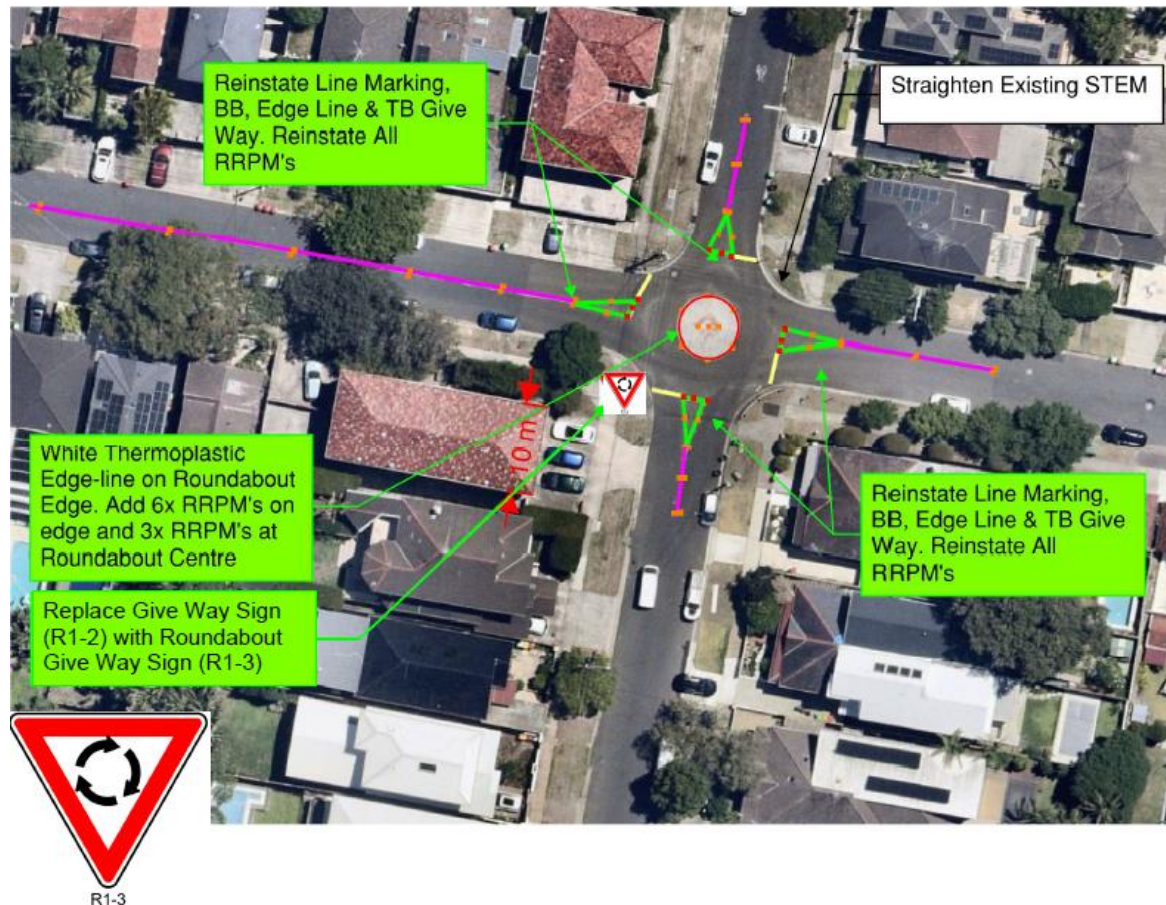 Reinstate Line Marking,
BB, Edge Line & TB Give
Way. Reinstate All
RRPM's
Straighten Existing STEM
10 m
White Thermoplastic
Edge-line on Roundabout
Edge. Add 6x RRPM's on
edge and 3x RRPM's at
Roundabout Centre
Reinstate Line Marking,
BB, Edge Line & TB Give
Way. Reinstate All
RRPM's
Replace Give Way Sign
(R1-2) with Roundabout
Give Way Sign (R1-3)
R1-3